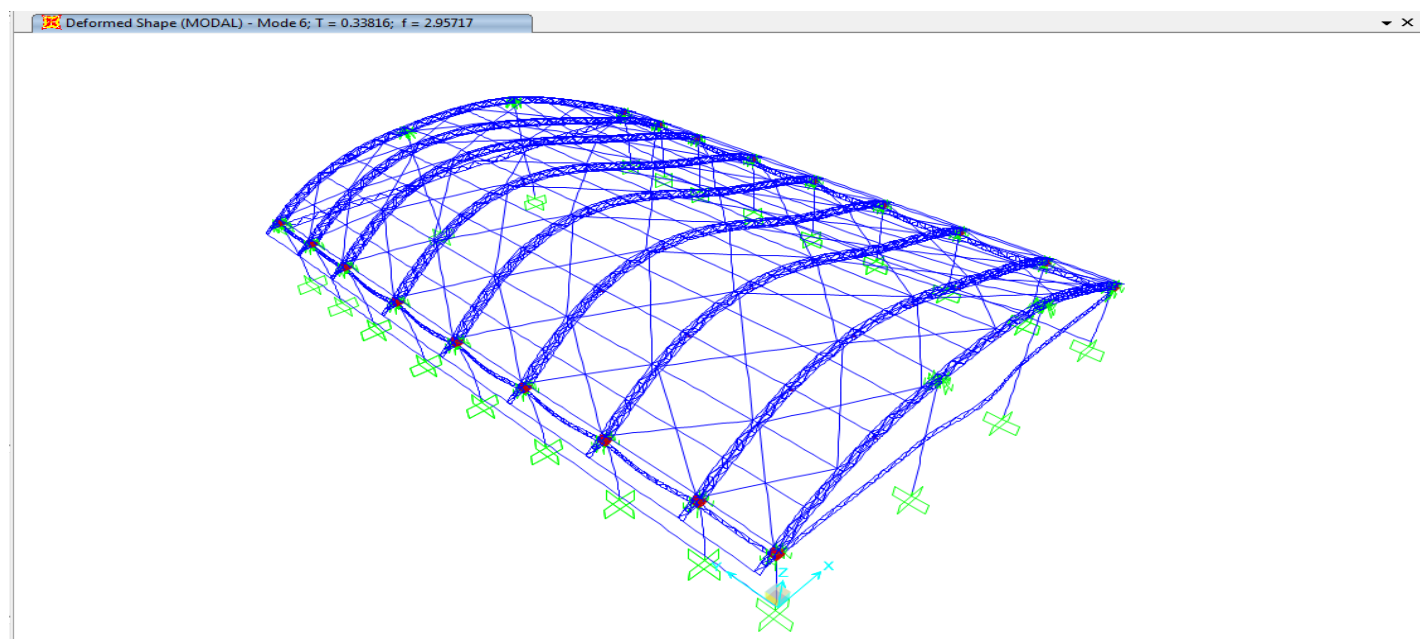 Deformed Shape (MODAL) - Mode 6; T = 0.33816; f = 2.95717
Y
Z
X